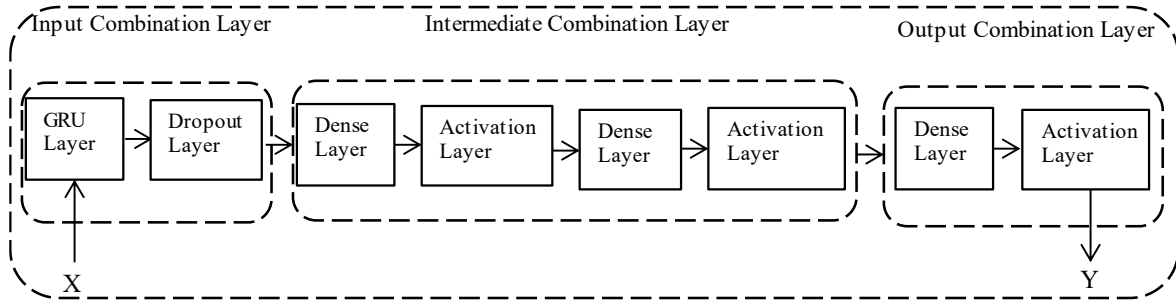 Input Combination Layer
Intermediate Combination Layer
Output Combination Layer
GRU
Layer
Dropout
Layer
Dense
Layer
Activation
Layer
Dense
Layer
Activation
Layer
Dense
Layer
Activation
Layer
X
Y